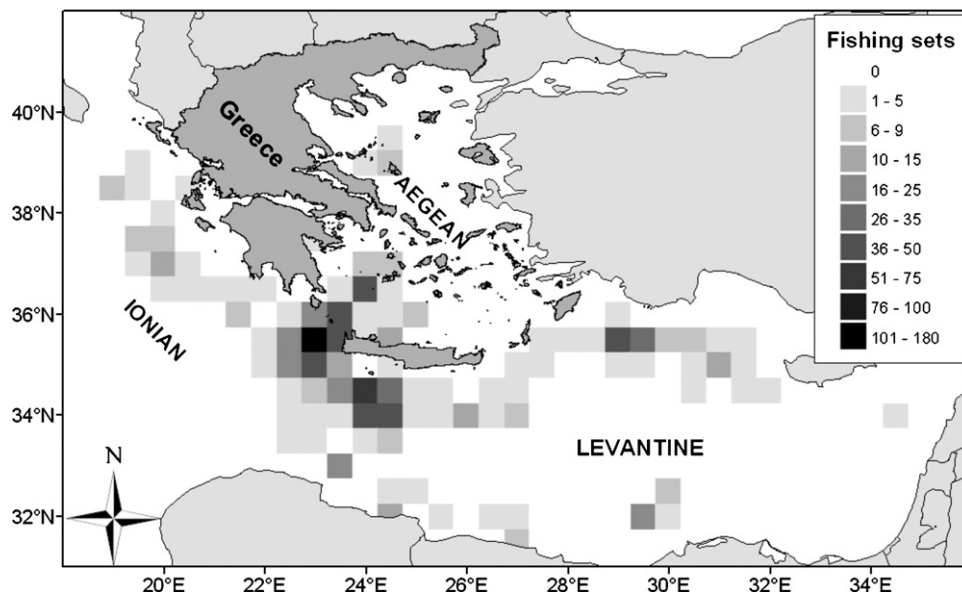 Fishing sets
0
1 - 5
6 - 9
10 - 15
16 - 25
26 - 35
36 - 50
51 - 75
76 - 100
101 - 180
40°N
38°N
36°N
34°N
32°N
Greece
AEGEAN
IONIAN
LEVANTINE
N
20°E 22°E 24°E 26°E 28°E 30°E 32°E 34°E